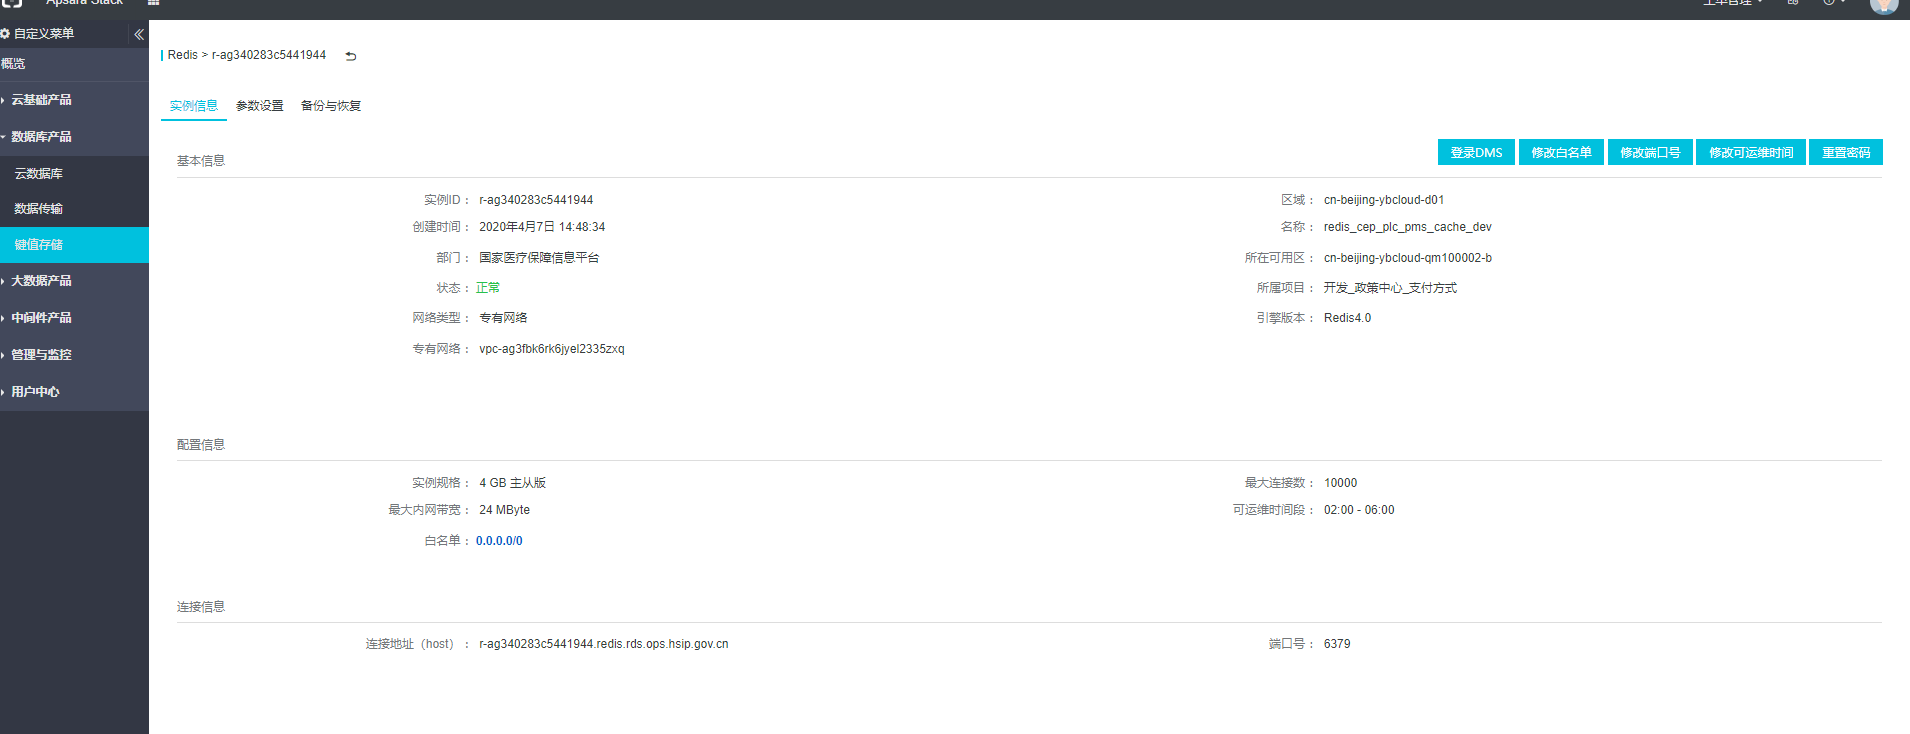 Apsara Stack
工单管理
自定义菜单
概览
云基础产品
数据库产品
云数据库
数据传输
键值存储
大数据产品
中间件产品
管理与监控
用户中心
Redis > r-ag340283c5441944
实例信息 参数设置 备份与恢复
登录DMS 修改白名单 修改端口号 修改可运维时间 重置密码
基本信息
实例ID： r-ag340283c5441944 区域： cn-beijing-ybcloud-d01
创建时间： 2020年4月7日 14:48:34 名称： redis_cep_plc_pms_cache_dev
部门： 国家医疗保障信息平台 所在可用区： cn-beijing-ybcloud-qm100002-b
状态： 正常 所属项目： 开发_政策中心_支付方式
网络类型： 专有网络 引擎版本： Redis4.0
专有网络： vpc-ag3fbk6rk6jyel2335zxq
配置信息
实例规格： 4 GB 主从版 最大连接数： 10000
最大内网带宽： 24 MByte 可运维时间段： 02:00 - 06:00
白名单： 0.0.0.0/0
连接信息
连接地址（host）： r-ag340283c5441944.redis.rds.ops.hsip.gov.cn 端口号： 6379